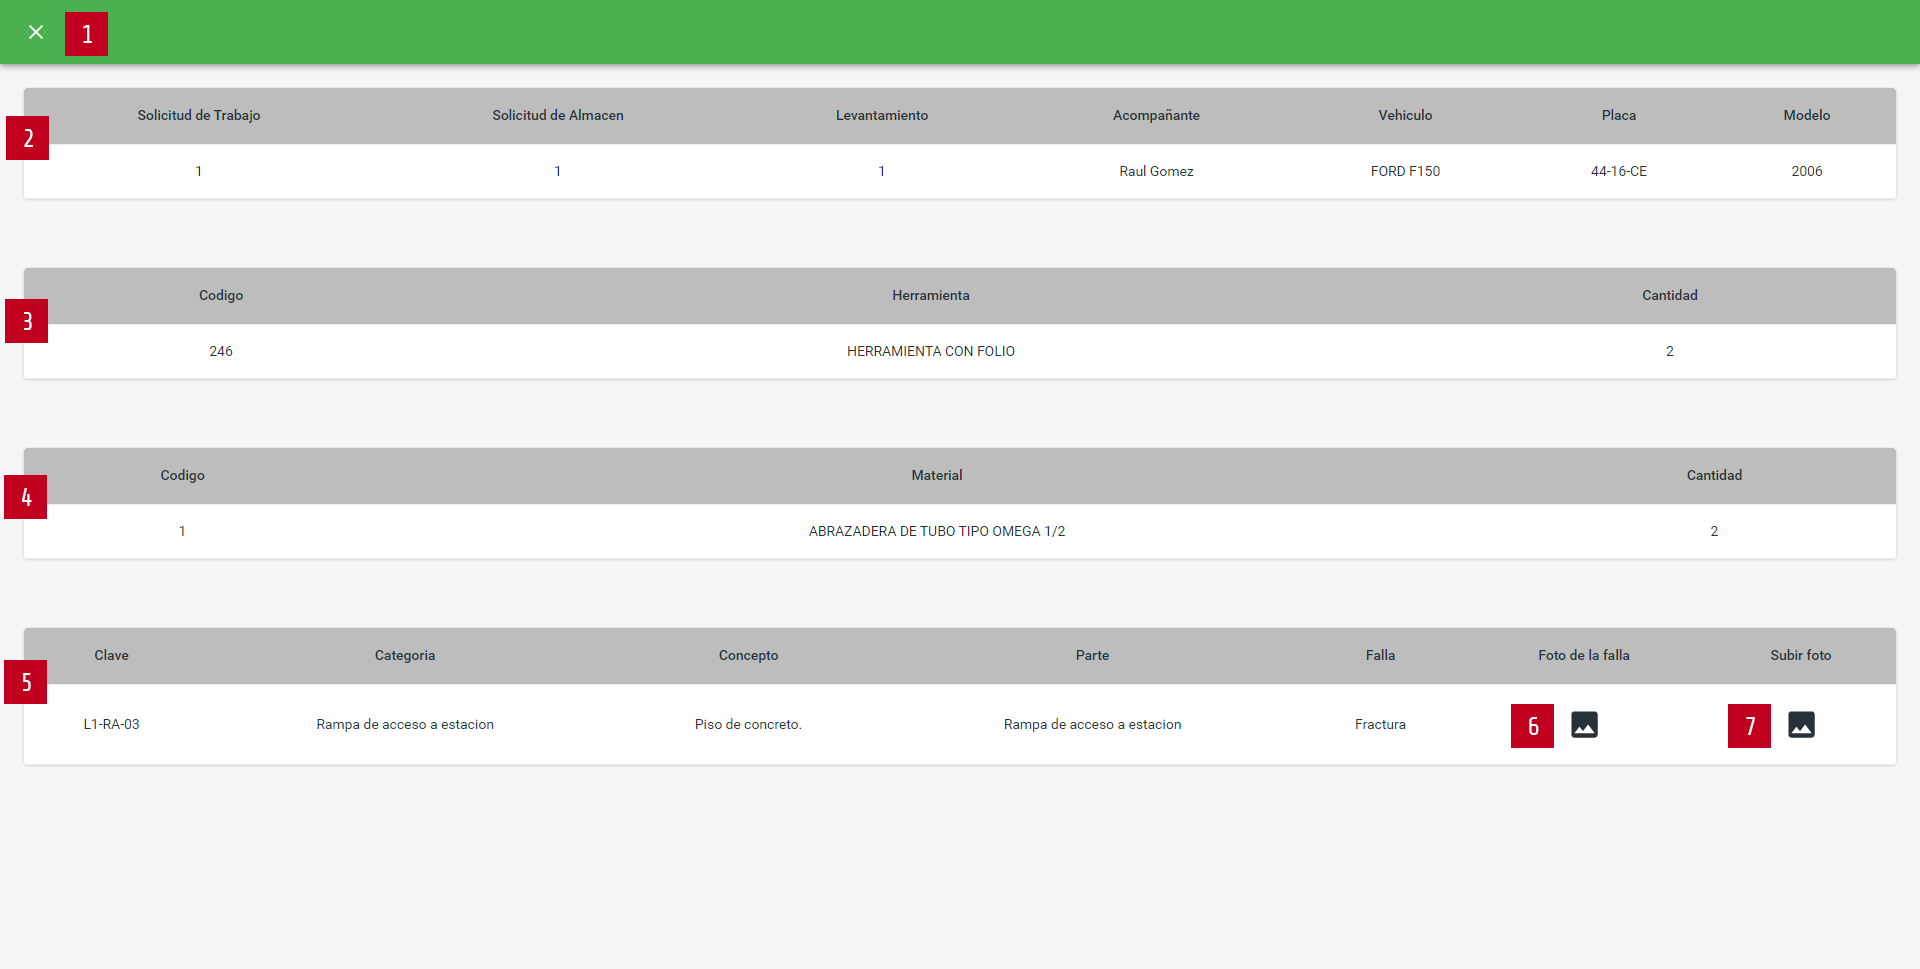 1
Solicitud de Trabajo Solicitud de Almacen Levantamiento Acompañante Vehiculo Placa Modelo
2
1 1 1 Raul Gomez FORD F150 44-16-CE 2006
Codigo Herramienta Cantidad
3
246 HERRAMIENTA CON FOLIO 2
Codigo Material Cantidad
4
1 ABRAZADERA DE TUBO TIPO OMEGA 1/2 2
Clave Categoria Concepto Parte Falla Foto de la falla Subir foto
5
L1-RA-03 Rampa de acceso a estacion Piso de concreto. Rampa de acceso a estacion Fractura 6 7